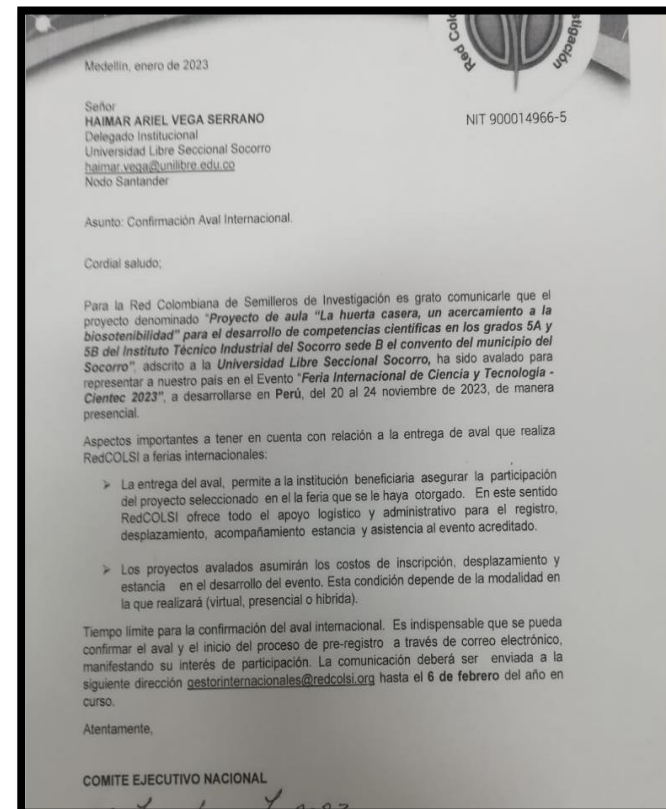 Red Colo
igación
Medellín, enero de 2023
Señor
HAIMAR ARIEL VEGA SERRANO
NIT 900014966-5
Delegado Institucional
Universidad Libre Seccional Socorro
haimar.vega@unilibre.edu.co
Nodo Santander
Asunto: Confirmación Aval Internacional.
Cordial saludo;
Para la Red Colombiana de Semilleros de Investigación es grato comunicarle que el
proyecto denominado "Proyecto de aula "La huerta casera, un acercamiento a la
biosotenibilidad" para el desarrollo de competencias científicas en los grados 5A y
5B del Instituto Técnico Industrial del Socorro sede B el convento del municipio del
Socorro", adscrito a la Universidad Libre Seccional Socorro, ha sido avalado para
representar a nuestro país en el Evento "Feria Internacional de Ciencia y Tecnología -
Cientec 2023", a desarrollarse en Perú, del 20 al 24 noviembre de 2023, de manera
presencial.
Aspectos importantes a tener en cuenta con relación a la entrega de aval que realiza
RedCOLSI a ferias internacionales:
➢ La entrega del aval, permite a la institución beneficiaria asegurar la participación
del proyecto seleccionado en el la feria que se le haya otorgado. En este sentido
RedCOLSI ofrece todo el apoyo logístico y administrativo para el registro,
desplazamiento, acompañamiento estancia y asistencia al evento acreditado.
➢ Los proyectos avalados asumirán los costos de inscripción, desplazamiento y
estancia en el desarrollo del evento. Esta condición depende de la modalidad en
la que realizará (virtual, presencial o hibrida).
Tiempo límite para la confirmación del aval internacional. Es indispensable que se pueda
confirmar el aval y el inicio del proceso de pre-registro a través de correo electrónico,
manifestando su interés de participación. La comunicación deberá ser enviada a la
siguiente dirección gestorinternacionales@redcolsi.org hasta el 6 de febrero del año en
curso.
Atentamente,
COMITE EJECUTIVO NACIONAL